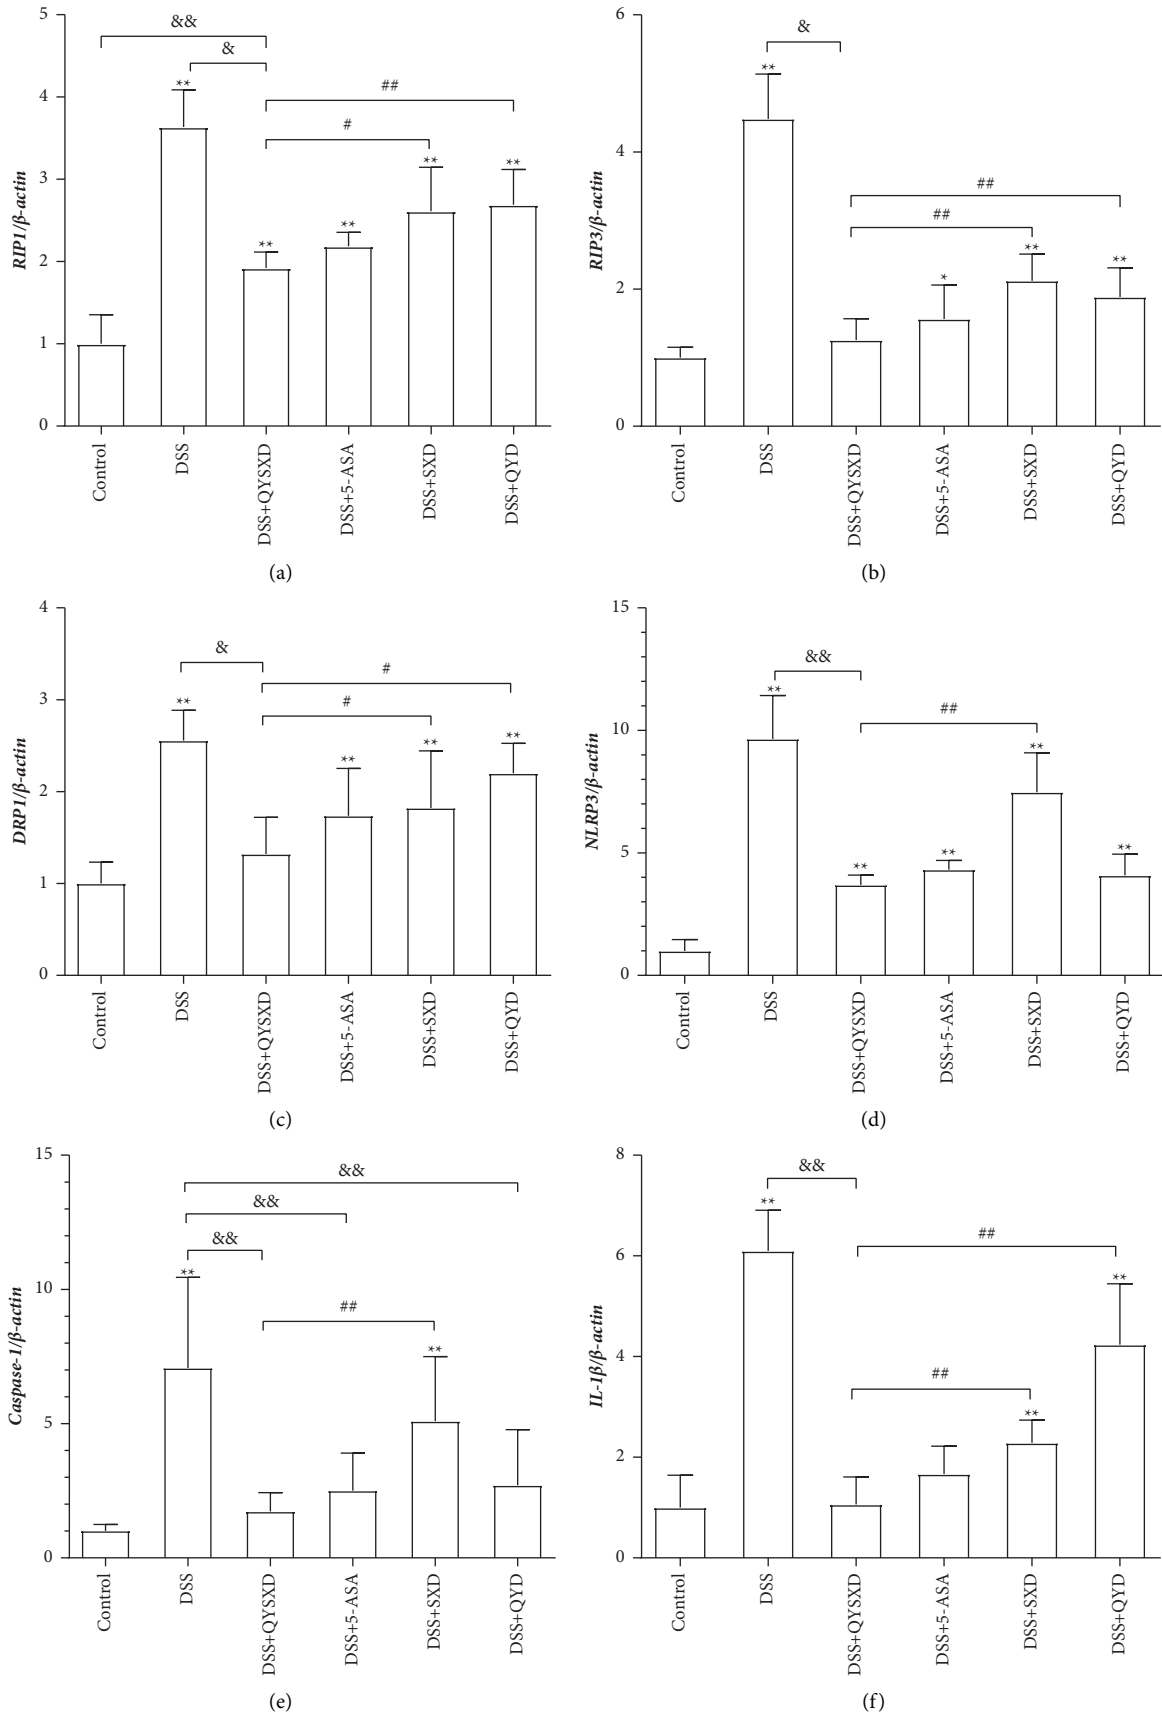 5
4
3
2
1
0
RIP1/β-actin
&&
&
##
#
**
**
**
**
**
Control
DSS
DSS+QYSXD
DSS+5-ASA
DSS+SXD
DSS+QYD
(a)
6
4
2
0
RIP3/β-actin
&
##
##
**
*
**
**
Control
DSS
DSS+QYSXD
DSS+5-ASA
DSS+SXD
DSS+QYD
(b)
4
3
2
1
0
DRP1/β-actin
&
#
#
**
**
**
**
Control
DSS
DSS+QYSXD
DSS+5-ASA
DSS+SXD
DSS+QYD
(c)
15
10
5
0
NLRP3/β-actin
&&
##
**
**
**
**
**
Control
DSS
DSS+QYSXD
DSS+5-ASA
DSS+SXD
DSS+QYD
(d)
15
10
5
0
Caspase-1/β-actin
&&
&&
&&
##
**
**
Control
DSS
DSS+QYSXD
DSS+5-ASA
DSS+SXD
DSS+QYD
(e)
8
6
4
2
0
IL-1β/β-actin
&&
##
##
**
**
**
Control
DSS
DSS+QYSXD
DSS+5-ASA
DSS+SXD
DSS+QYD
(f)